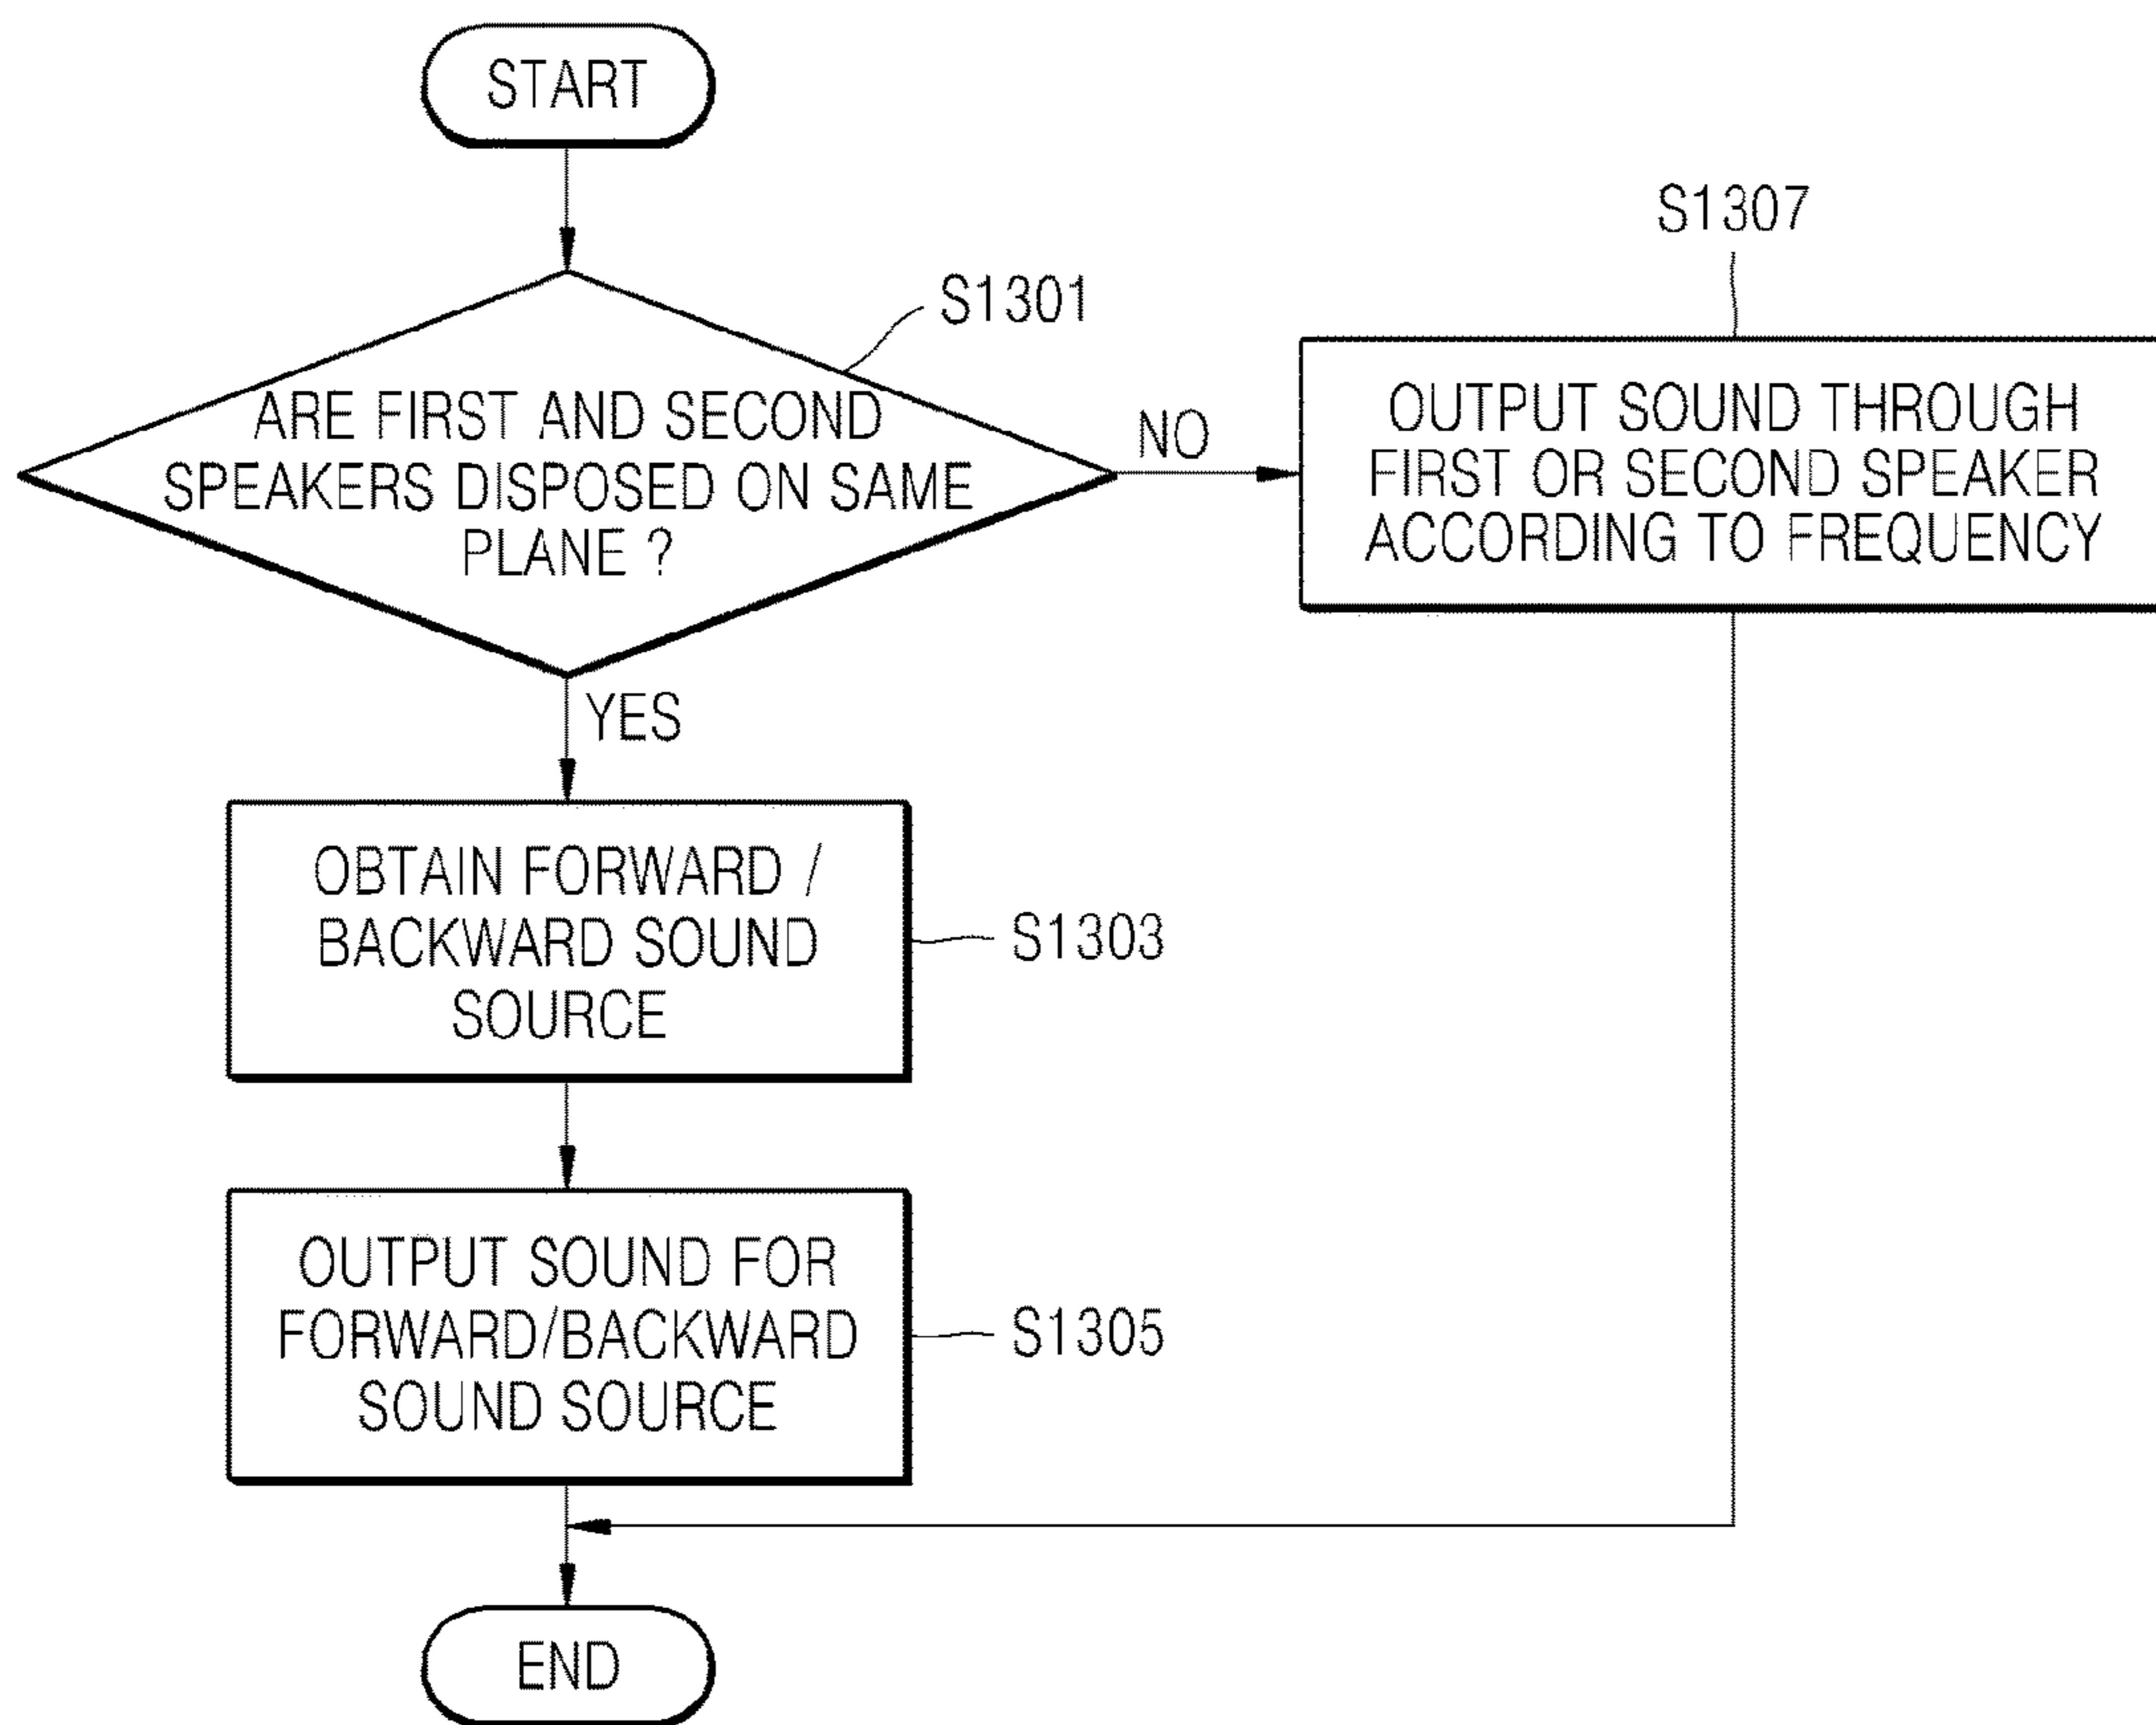 START
S1301
ARE FIRST AND SECOND
SPEAKERS DISPOSED ON SAME
PLANE ?
NO
S1307
OUTPUT SOUND THROUGH
FIRST OR SECOND SPEAKER
ACCORDING TO FREQUENCY
YES
OBTAIN FORWARD /
BACKWARD SOUND
SOURCE
S1303
OUTPUT SOUND FOR
FORWARD/BACKWARD
SOUND SOURCE
S1305
END